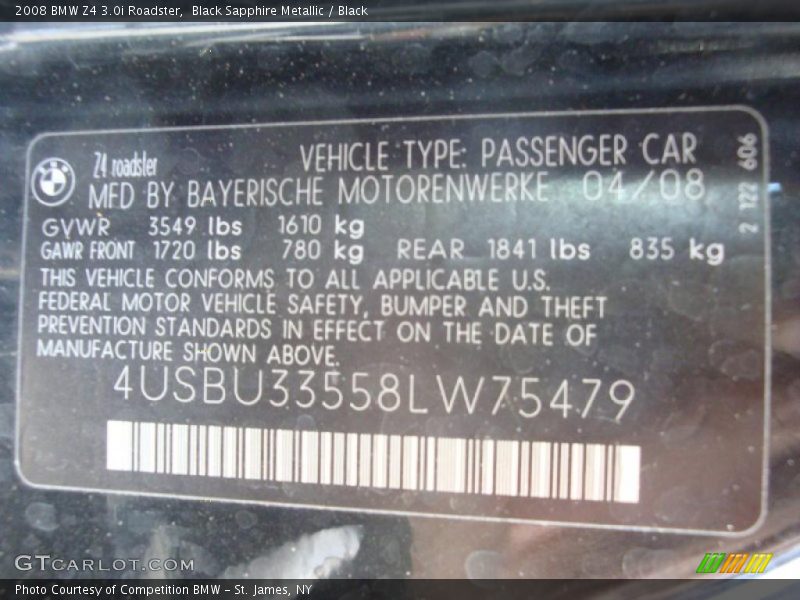 2008 BMW Z4 3.0i Roadster, Black Sapphire Metallic / Black
Z4 roadster
VEHICLE TYPE: PASSENGER CAR
MFD BY BAYERISCHE MOTORENWERKE 04/08
GVWR 3549 lbs 1610 kg
GAWR FRONT 1720 lbs 780 kg REAR 1841 lbs 835 kg
THIS VEHICLE CONFORMS TO ALL APPLICABLE U.S.
FEDERAL MOTOR VEHICLE SAFETY, BUMPER AND THEFT
PREVENTION STANDARDS IN EFFECT ON THE DATE OF
MANUFACTURE SHOWN ABOVE.
4USBU33558LW75479
2 122 606
GTCARLOT.COM
Photo Courtesy of Competition BMW - St. James, NY